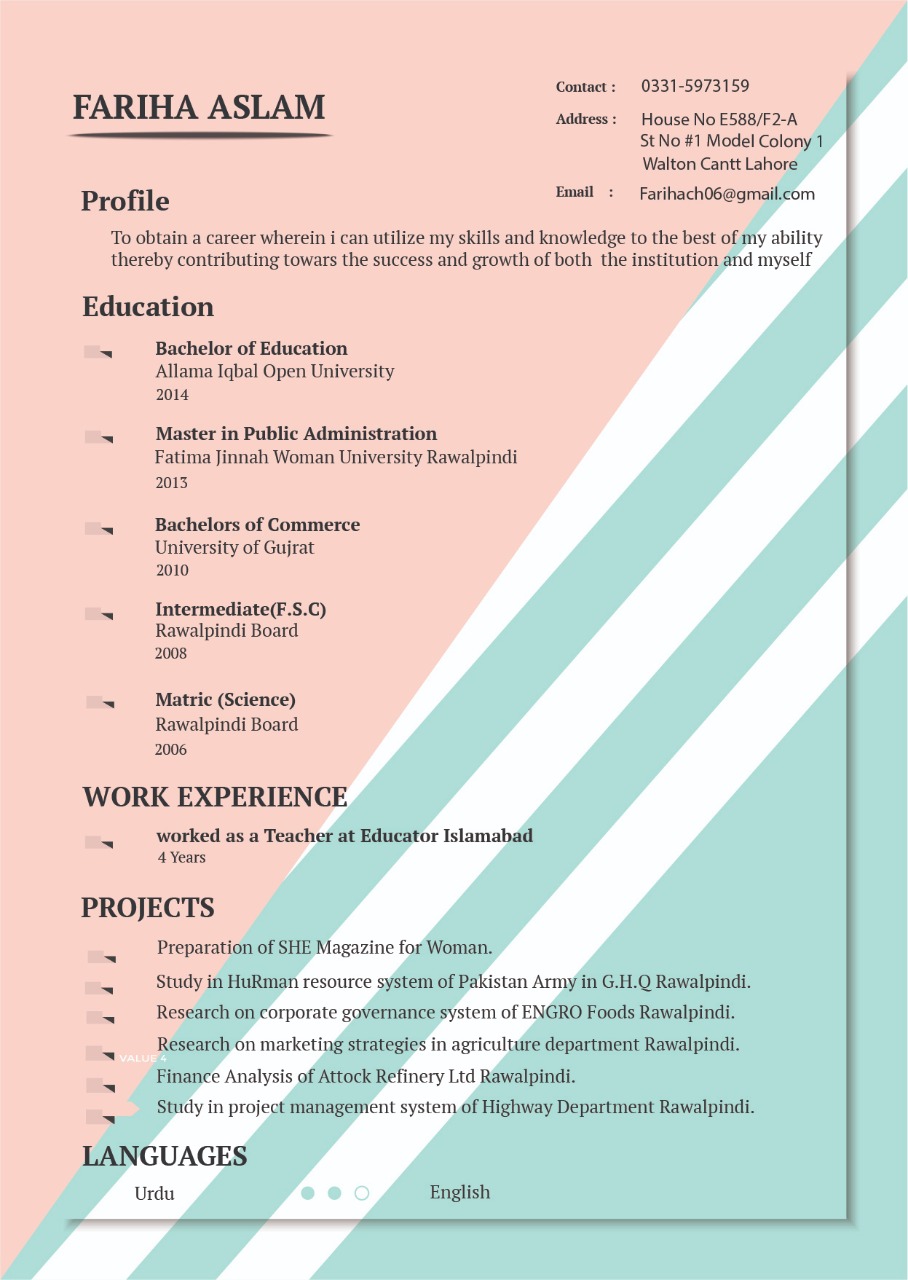 FARIHA ASLAM
Contact : 0331-5973159
Address : House No E588/F2-A
St No #1 Model Colony 1
Walton Cantt Lahore
Email : Farihach06@gmail.com
Profile
To obtain a career wherein i can utilize my skills and knowledge to the best of my ability
thereby contributing towars the success and growth of both the institution and myself
Education
Bachelor of Education
Allama Iqbal Open University
2014
Master in Public Administration
Fatima Jinnah Woman University Rawalpindi
2013
Bachelors of Commerce
University of Gujrat
2010
Intermediate(F.S.C)
Rawalpindi Board
2008
Matric (Science)
Rawalpindi Board
2006
WORK EXPERIENCE
worked as a Teacher at Educator Islamabad
4 Years
PROJECTS
Preparation of SHE Magazine for Woman.
Study in HuRman resource system of Pakistan Army in G.H.Q Rawalpindi.
Research on corporate governance system of ENGRO Foods Rawalpindi.
Research on marketing strategies in agriculture department Rawalpindi.
VALUE 4
Finance Analysis of Attock Refinery Ltd Rawalpindi.
Study in project management system of Highway Department Rawalpindi.
LANGUAGES
Urdu English